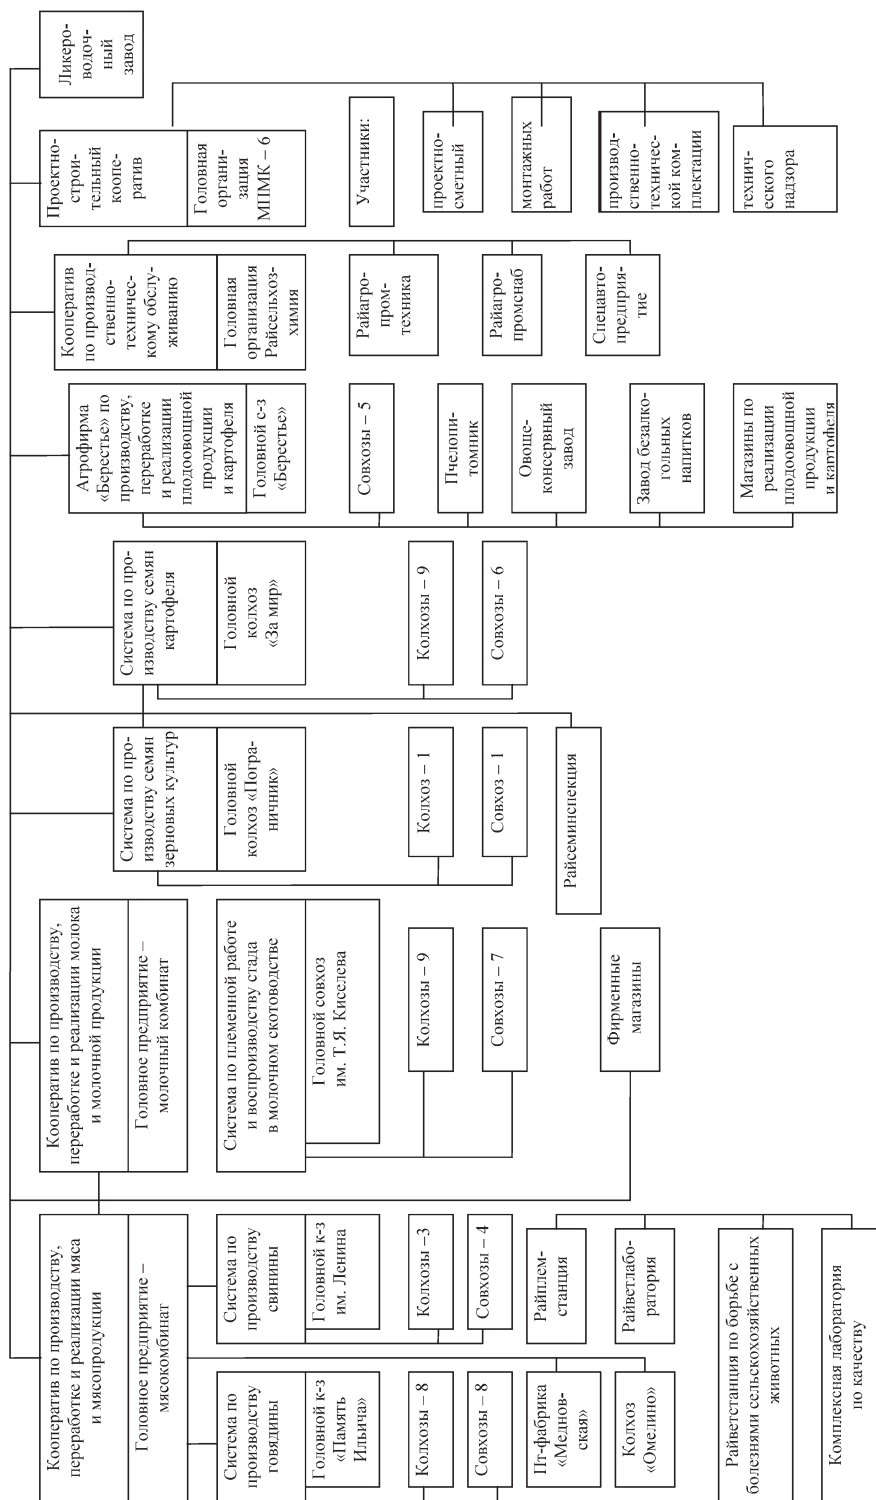 Кооператив по производству,
переработке и реализации мяса
и мясопродукции
Головное предприятие –
мясокомбинат
Система по
производству
говядины
Головной к-з
«Память
Ильича»
Колхозы – 8
Совхозы – 8
Пт-фабрика
«Меднов-
ская»
Колхоз
«Омелино»
Система по
производству
свинины
Головной к-з
им. Ленина
Колхозы –3
Совхозы – 4
Райплем-
станция
Райветлабо-
ратория
Райветстанция по борьбе с
болезнями сельскохозяйственных
животных
Комплексная лаборатория
по качеству
Кооператив по производству,
переработке и реализации молока
и молочной продукции
Головное предприятие –
молочный комбинат
Система по племенной работе
и воспроизводству стада
в молочном скотоводстве
Головной совхоз
им. Т.Я. Киселева
Колхозы – 9
Совхозы – 7
Фирменные
магазины
Система по про-
изводству семян
зерновых культур
Головной
колхоз «Погра-
ничник»
Колхоз – 1
Совхоз – 1
Райсеминспекция
Система по про-
изводству семян
картофеля
Головной
колхоз
«За мир»
Колхозы – 9
Совхозы – 6
Агрофирма
«Берестье» по
производству,
переработке
и реализации
плодоовощной
продукции
и картофеля
Головной с-з
«Берестье»
Совхозы – 5
Пчелопи-
томник
Овоще-
консервный
завод
Завод безалко-
гольных
напитков
Магазины по
реализации
плодоовощной
продукции
и картофеля
Кооператив
по производ-
ственно-
техничес-
кому обслу-
живанию
Головная
организация
Райсельхоз-
химия
Райагро-
пром-
техника
Райагро-
промснаб
Спецавто-
предприя-
тие
Проектно-
строи-
тельный
коопе-
ратив
Головная
органи-
зация
МПМК – 6
Участники:
проектно-
сметный
монтажных
работ
производ-
ственно-
техничес-
кой ком-
плектации
технич-
еского
надзора
Ликеро-
водоч-
ный
завод